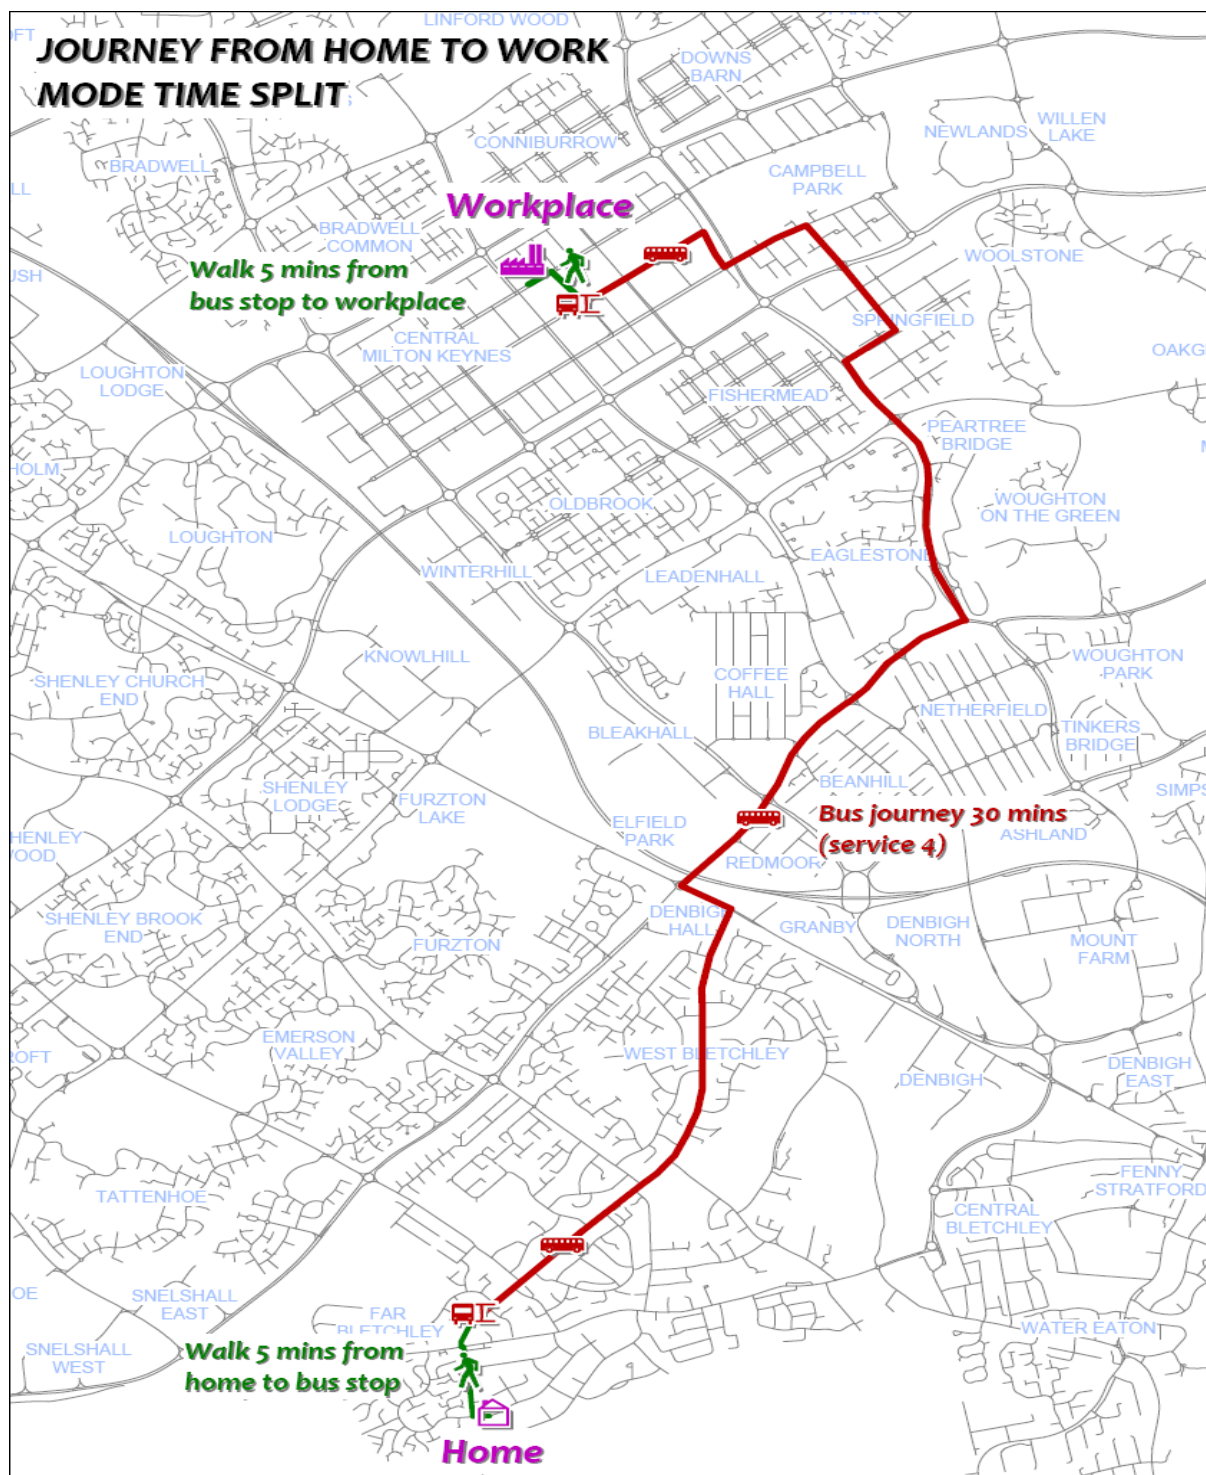 LINFORD WOOD
JOURNEY FROM HOME TO WORK
MODE TIME SPLIT
DOWNS
BARN
CONNIBURROW
NEWLANDS
WILLEN
LAKE
BRADWELL
CAMPBELL
PARK
Workplace
BRADWELL
COMMON
WOOLSTONE
Walk 5 mins from
bus stop to workplace
SPRINGFIELD
CENTRAL
MILTON KEYNES
OAKG
LOUGHTON
LODGE
FISHERMEAD
PEARTREE
BRIDGE
HOLM
OLDBROOK
WOUGHTON
ON THE GREEN
LOUGHTON
EAGLESTONE
WINTERHILL
LEADENHALL
KNOWLHILL
WOUGHTON
PARK
SHENLEY CHURCH
END
COFFEE
HALL
NETHERFIELD
BLEAKHALL
TINKERS
BRIDGE
SHENLEY
LODGE
FURZTON
LAKE
BEANHILL
SIMPS
Bus journey 30 mins
(service 4)
ELFIELD
PARK
ASHLAND
HENLEY
OOD
REDMOOR
SHENLEY BROOK
END
DENBIGH
HALL
GRANBY
DENBIGH
NORTH
MOUNT
FARM
FURZTON
EMERSON
VALLEY
WEST BLETCHLEY
ROFT
DENBIGH
DENBIGH
EAST
TATTENHOE
FENNY
STRATFORD
CENTRAL
BLETCHLEY
OE
SNELSHALL
EAST
FAR
BLETCHLEY
WATER EATON
SNELSHALL
WEST
Walk 5 mins from
home to bus stop
Home